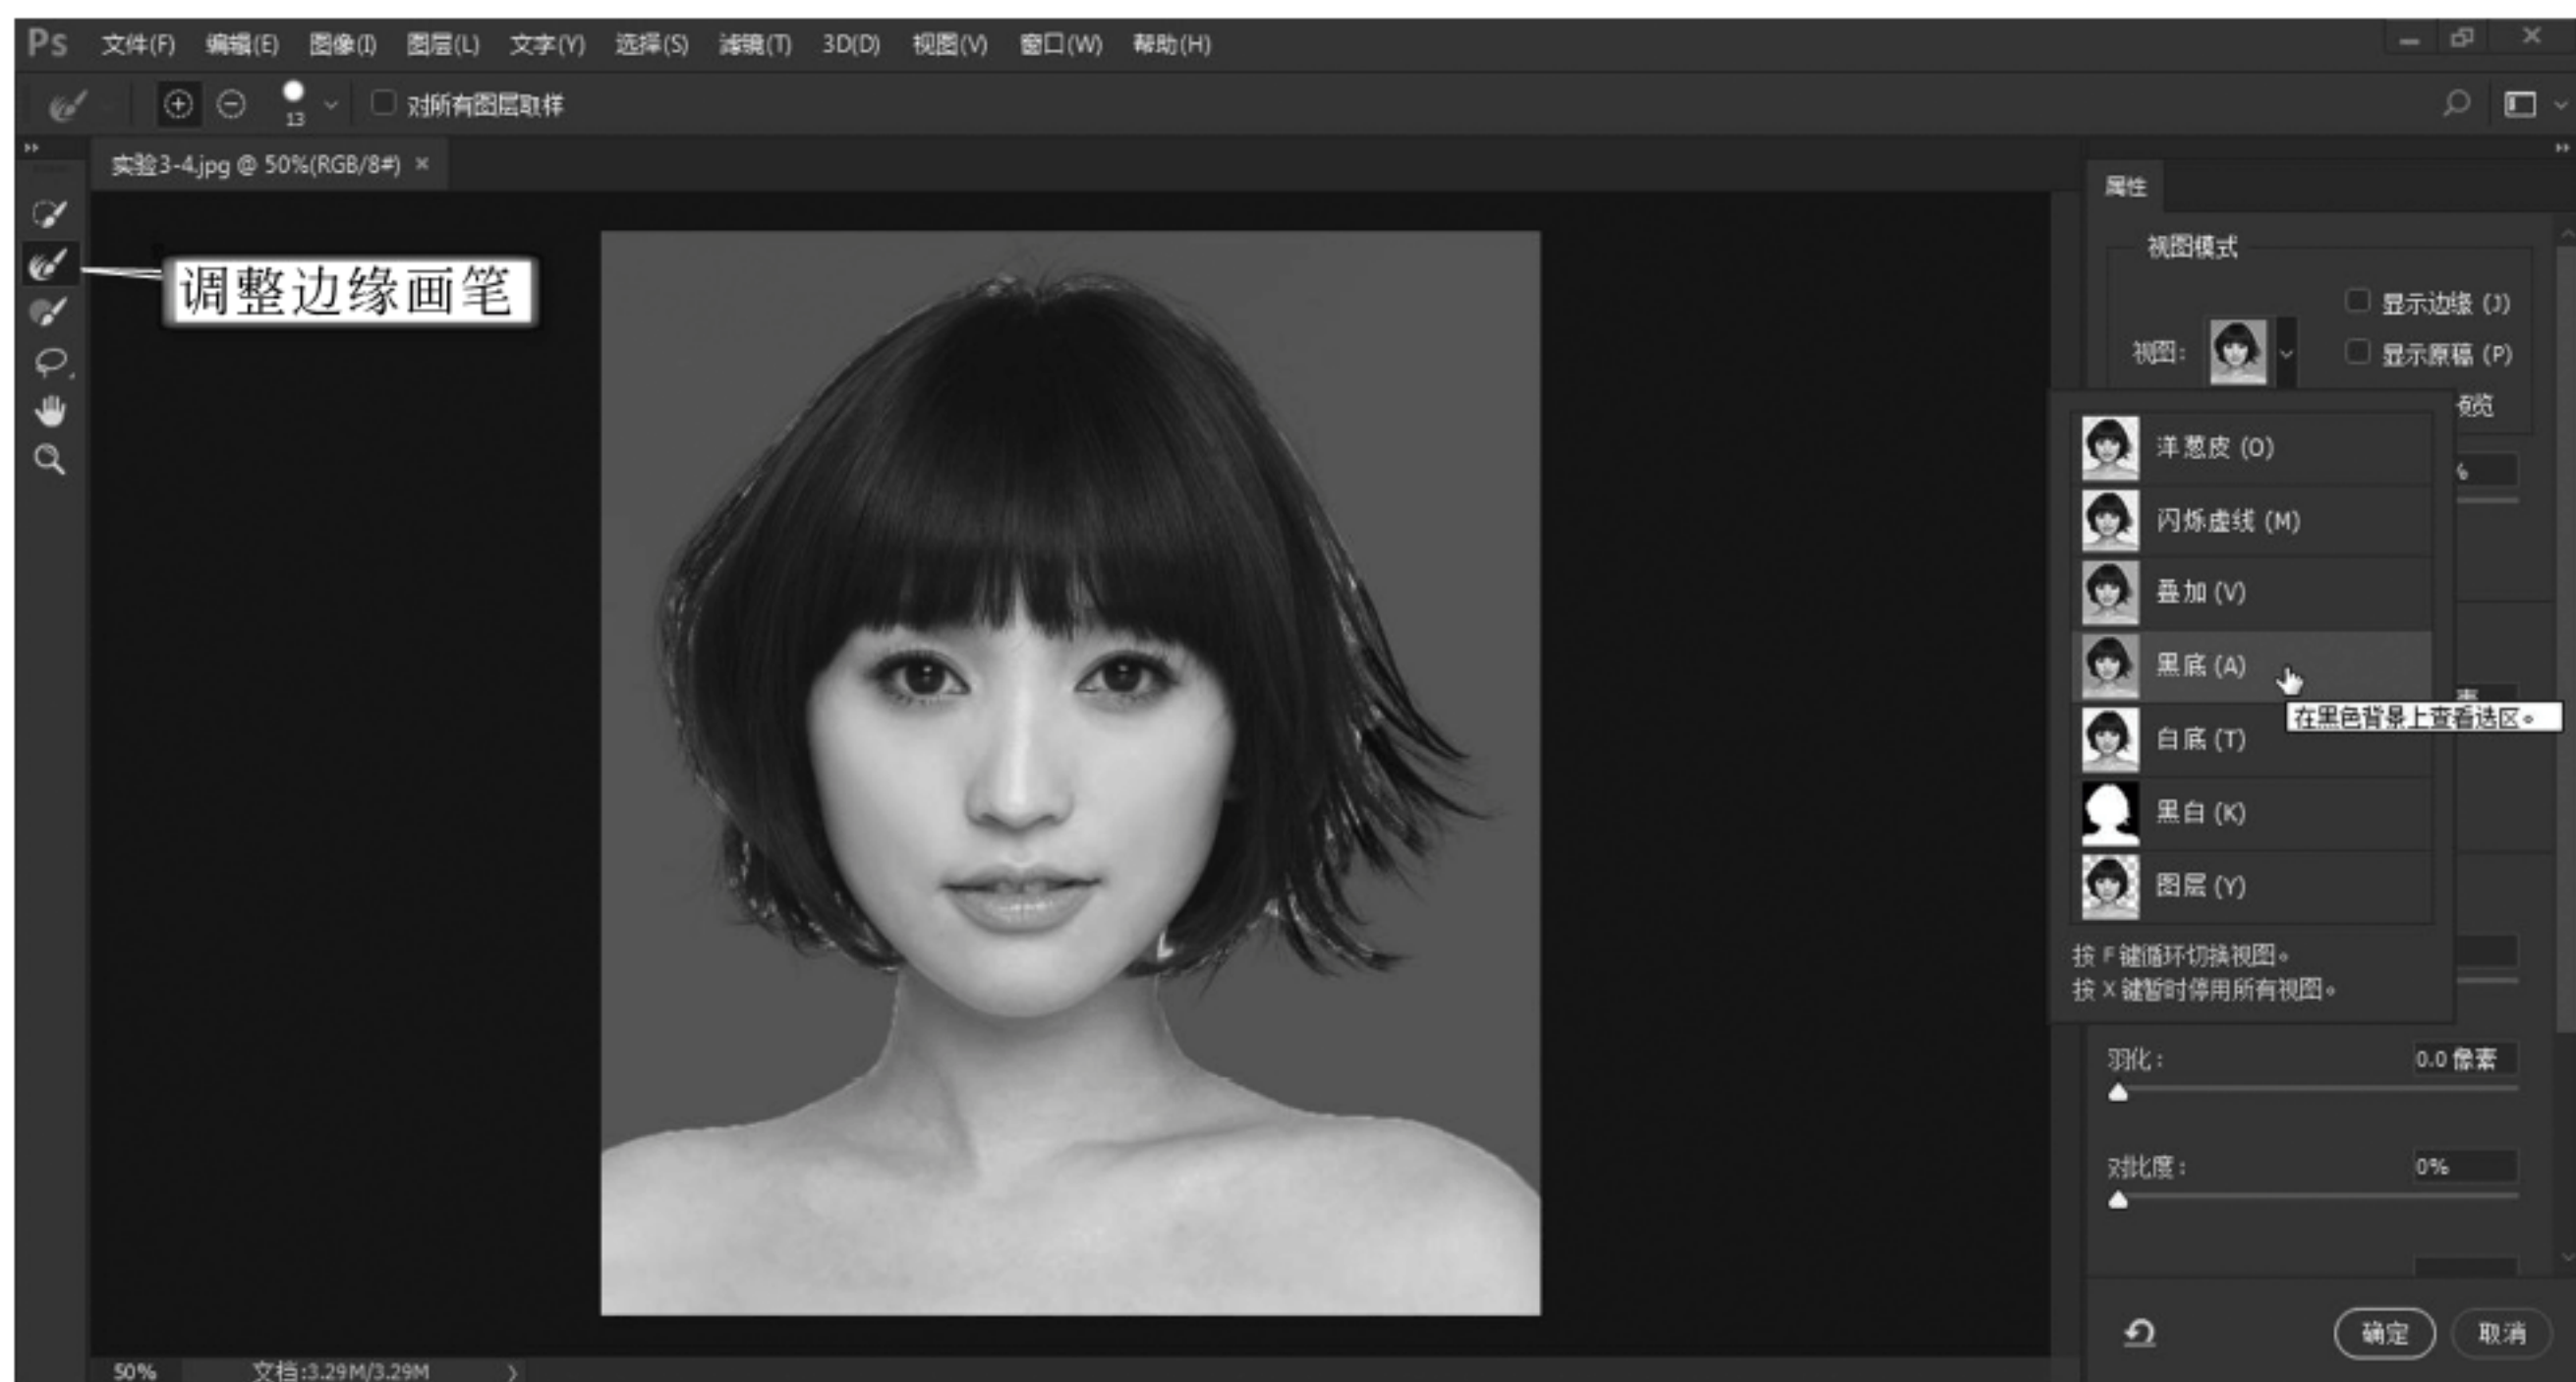 Ps 文件(F) 编辑(E) 图像(I) 图层(L) 文字(Y) 选择(S) 滤镜(T) 3D(D) 视图(V) 窗口(W) 帮助(H)
13 对所有图层取样
实验3-4.jpg @ 50%(RGB/8#) ×
调整边缘画笔
属性
视图模式
显示边缘 (J)
视图:
显示原稿 (P)
预览
洋葱皮 (O)
%
闪烁虚线 (M)
叠加 (V)
黑底 (A)
在黑色背景上查看选区。
白底 (T)
黑白 (K)
图层 (Y)
按 F 键循环切换视图。
按 X 键暂时停用所有视图。
羽化: 0.0 像素
对比度: 0%
确定 取消
50% 文档:3.29M/3.29M